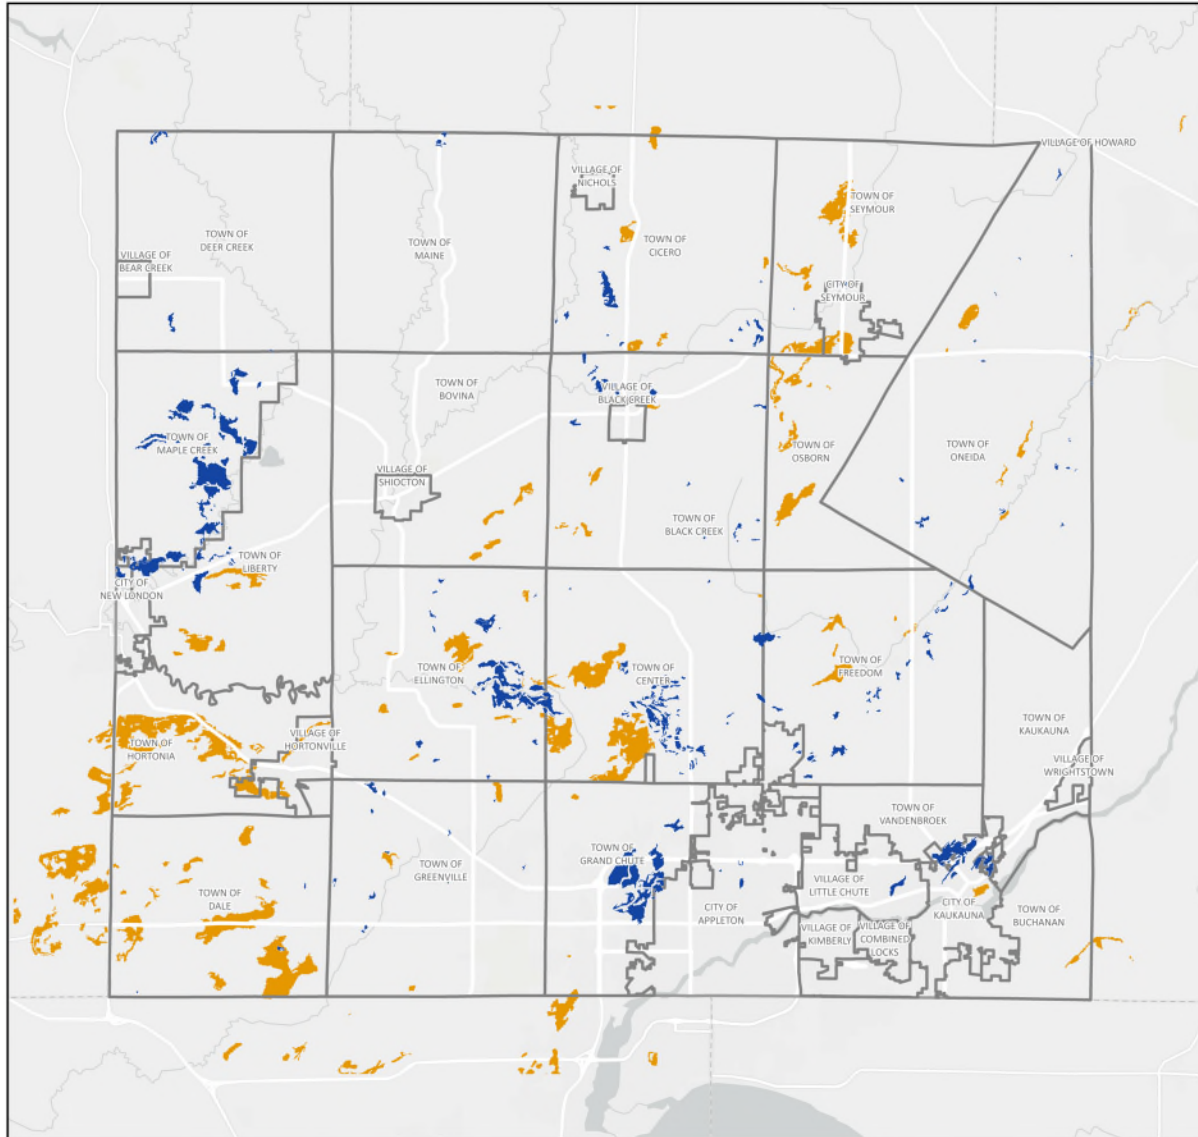 VILLAGE OF HOWARD
VILLAGE OF
NICHOLS
TOWN OF
SEYMOUR
TOWN OF
DEER CREEK
TOWN OF
MAINE
TOWN OF
CICERO
VILLAGE OF
BEAR CREEK
CITY OF
SEYMOUR
TOWN OF
BOVINA
VILLAGE OF
BLACK CREEK
TOWN OF
MAPLE CREEK
TOWN OF
OSBORN
TOWN OF
ONEIDA
VILLAGE OF
SHIOCTON
TOWN OF
BLACK CREEK
TOWN OF
LIBERTY
CITY OF
NEW LONDON
TOWN OF
ELLINGTON
TOWN OF
CENTER
TOWN OF
FREEDOM
TOWN OF
KAUKAUNA
VILLAGE OF
HORTONVILLE
TOWN OF
HORTONIA
VILLAGE OF
WRIGHTSTOWN
TOWN OF
VANDENBROEK
TOWN OF
GRAND CHUTE
TOWN OF
GREENVILLE
VILLAGE OF
LITTLE CHUTE
TOWN OF
DALE
CITY OF
APPLETON
CITY OF
KAUKAUNA
TOWN OF
BUCHANAN
VILLAGE OF
KIMBERLY
VILLAGE OF
COMBINED
LOCKS